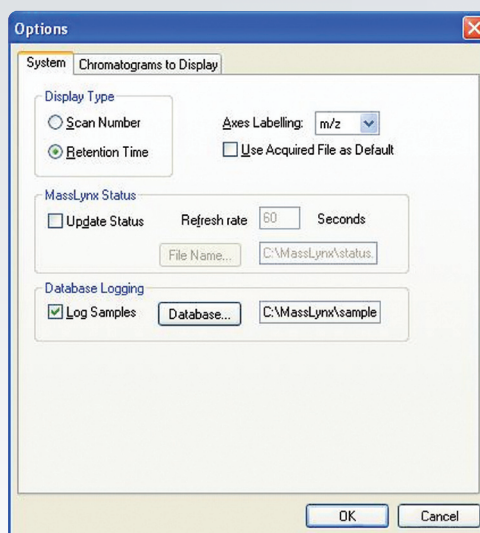 Options
System Chromatograms to Display
Display Type
Scan Number Axes Labelling: m/z
Retention Time Use Acquired File as Default
MassLynx Status
Update Status Refresh rate 60 Seconds
File Name... C:\MassLynx\status.
Database Logging
Log Samples Database... C:\MassLynx\sample
OK Cancel